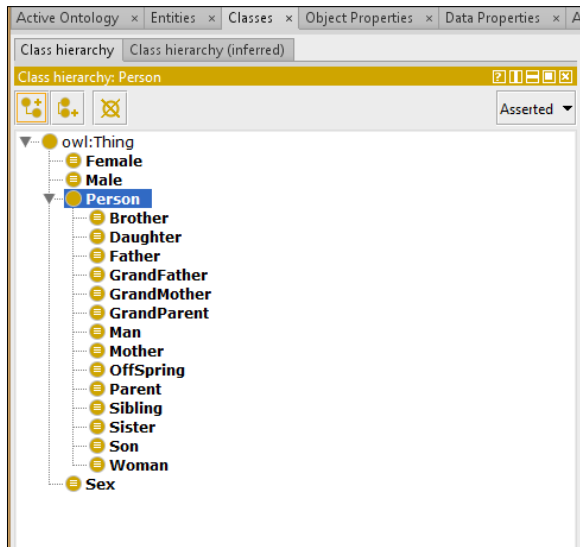 Active Ontology × Entities × Classes × Object Properties × Data Properties × A
Class hierarchy Class hierarchy (inferred)
Class hierarchy: Person
Asserted
owl:Thing
Female
Male
Person
Brother
Daughter
Father
GrandFather
GrandMother
GrandParent
Man
Mother
OffSpring
Parent
Sibling
Sister
Son
Woman
Sex